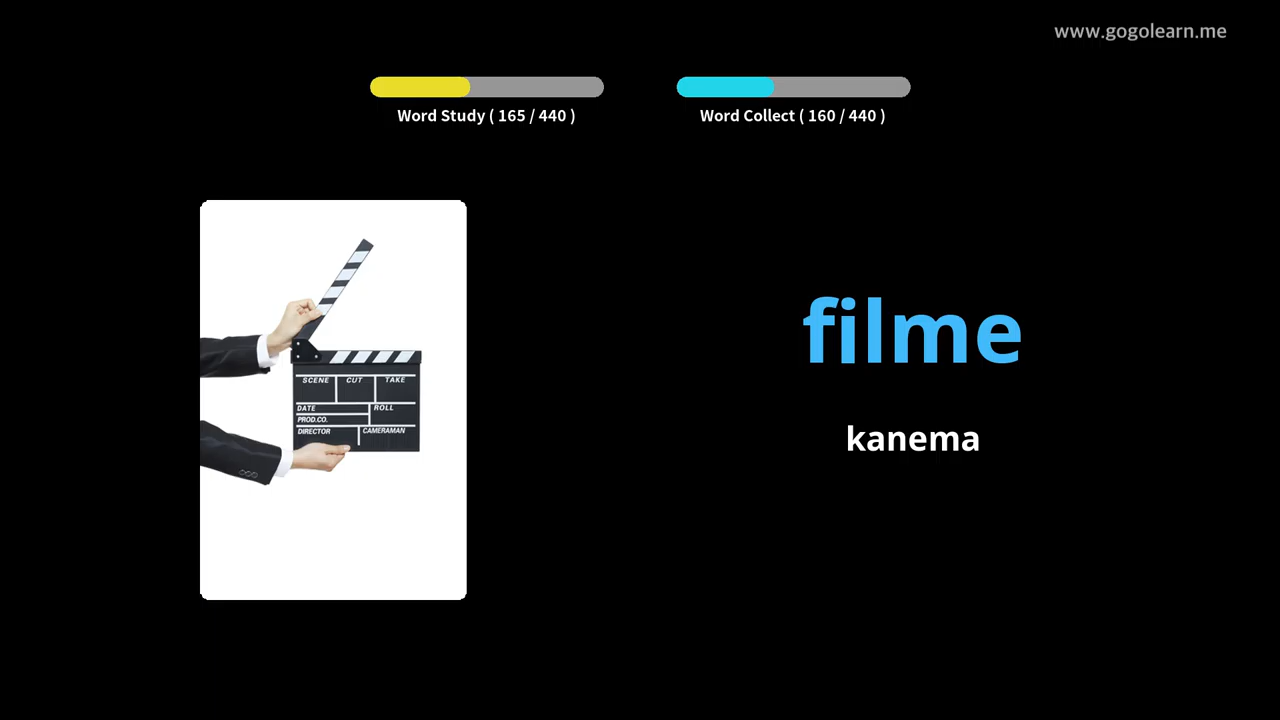 www.gogolearn.me
Word Study ( 165 / 440 )
Word Collect ( 160 / 440 )
SCENE CUT TAKE
DATE ROLL
PROD.CO.
DIRECTOR CAMERAMAN
filme
kanema